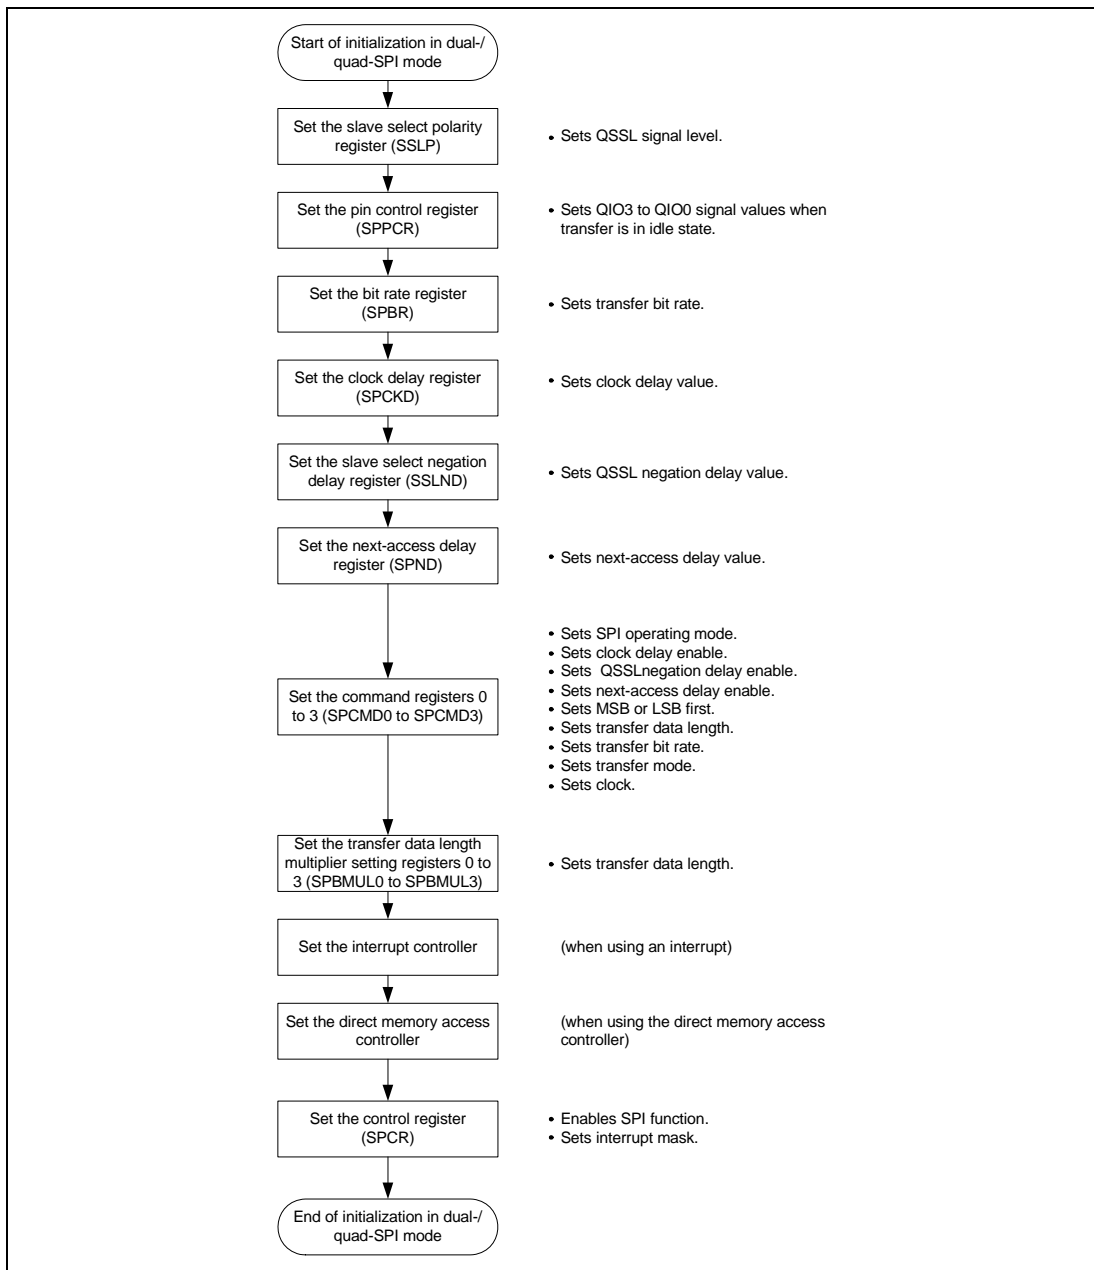 Start of initialization in dual-/
quad-SPI mode
Set the slave select polarity
register (SSLP)
• Sets QSSL signal level.
Set the pin control register
(SPPCR)
• Sets QIO3 to QIO0 signal values when
transfer is in idle state.
Set the bit rate register
(SPBR)
• Sets transfer bit rate.
Set the clock delay register
(SPCKD)
• Sets clock delay value.
Set the slave select negation
delay register (SSLND)
• Sets QSSL negation delay value.
Set the next-access delay
register (SPND)
• Sets next-access delay value.
Set the command registers 0
to 3 (SPCMD0 to SPCMD3)
• Sets SPI operating mode.
• Sets clock delay enable.
• Sets  QSSLnegation delay enable.
• Sets next-access delay enable.
• Sets MSB or LSB first.
• Sets transfer data length.
• Sets transfer bit rate.
• Sets transfer mode.
• Sets clock.
Set the transfer data length
multiplier setting registers 0 to
3 (SPBMUL0 to SPBMUL3)
• Sets transfer data length.
Set the interrupt controller
(when using an interrupt)
Set the direct memory access
controller
(when using the direct memory access
controller)
Set the control register
(SPCR)
• Enables SPI function.
• Sets interrupt mask.
End of initialization in dual-/
quad-SPI mode